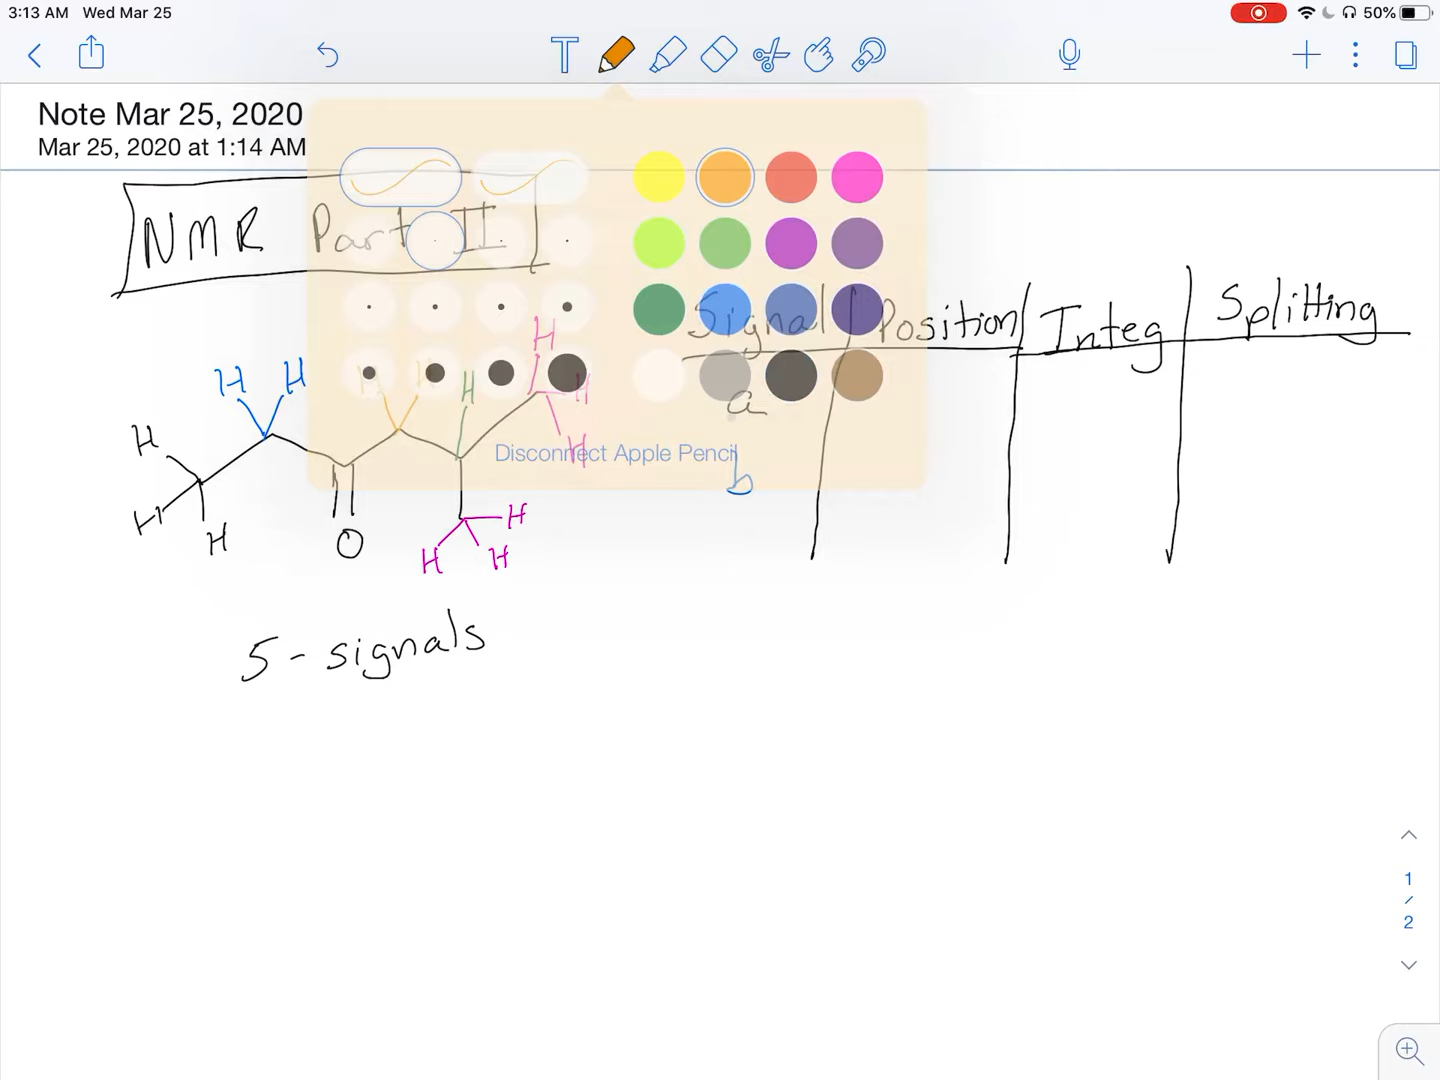 3:13 AM Wed Mar 25
50%
T
Note Mar 25, 2020
Mar 25, 2020 at 1:14 AM
NMR Part II
Signal Position Integ Splitting
a
b
Disconnect Apple Pencil
H H H H H H
H H H
H H O H H H
5 - signals
1
/
2